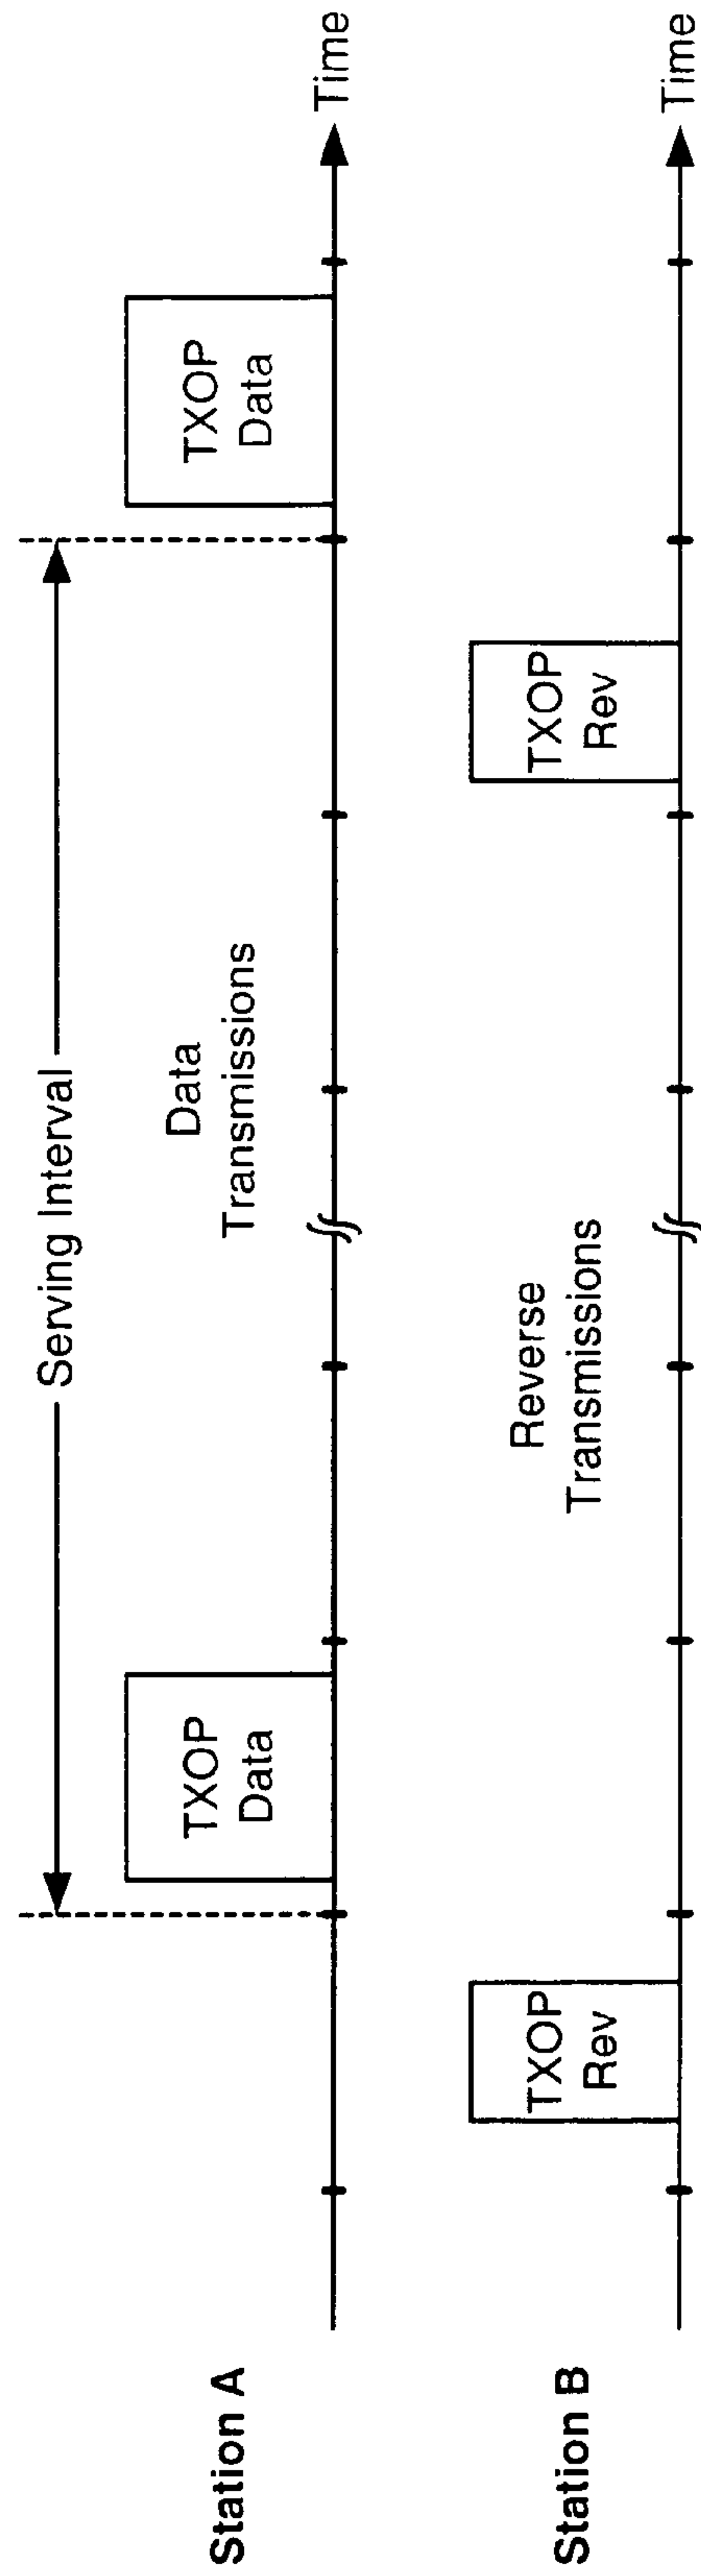 Serving Interval
Station A
TXOP
Data
Data
Transmissions
TXOP
Data
Time
Station B
TXOP
Rev
Reverse
Transmissions
TXOP
Rev
Time